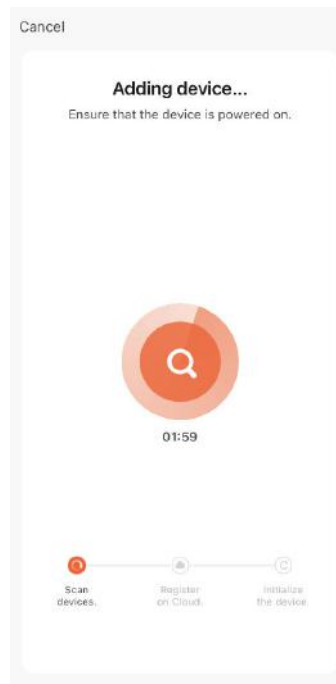 Cancel
Adding device...
Ensure that the device is powered on.
01:59
Scan
devices.
Register
on Cloud.
Initialize
the device